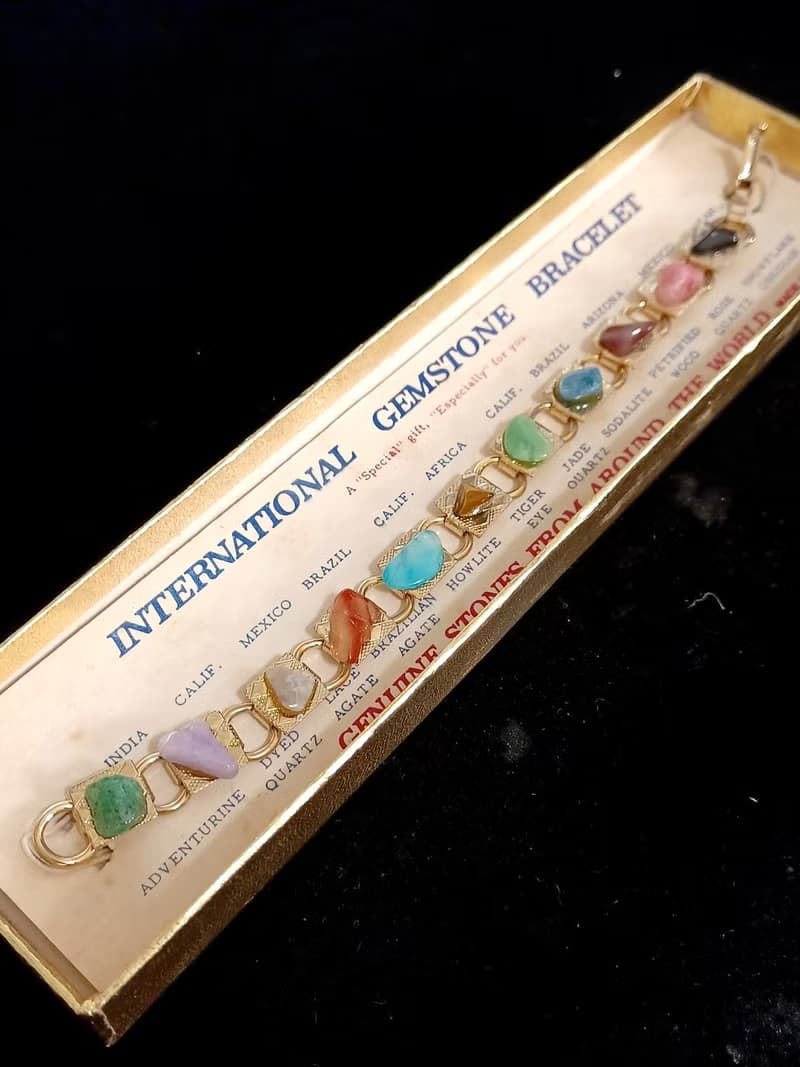 INTERNATIONAL GEMSTONE BRACELET
A "Special" gift, "Especially" for you
INDIA CALIF. MEXICO BRAZIL CALIF. AFRICA CALIF. BRAZIL ARIZONA MEXICO
ADVENTURINE DYED LACE BRAZILIAN HOWLITE TIGER JADE SODALITE PETRIFIED ROSE SNOWFLAKE
QUARTZ AGATE AGATE EYE QUARTZ WOOD QUARTZ
GENUINE STONES FROM AROUND THE WORLD